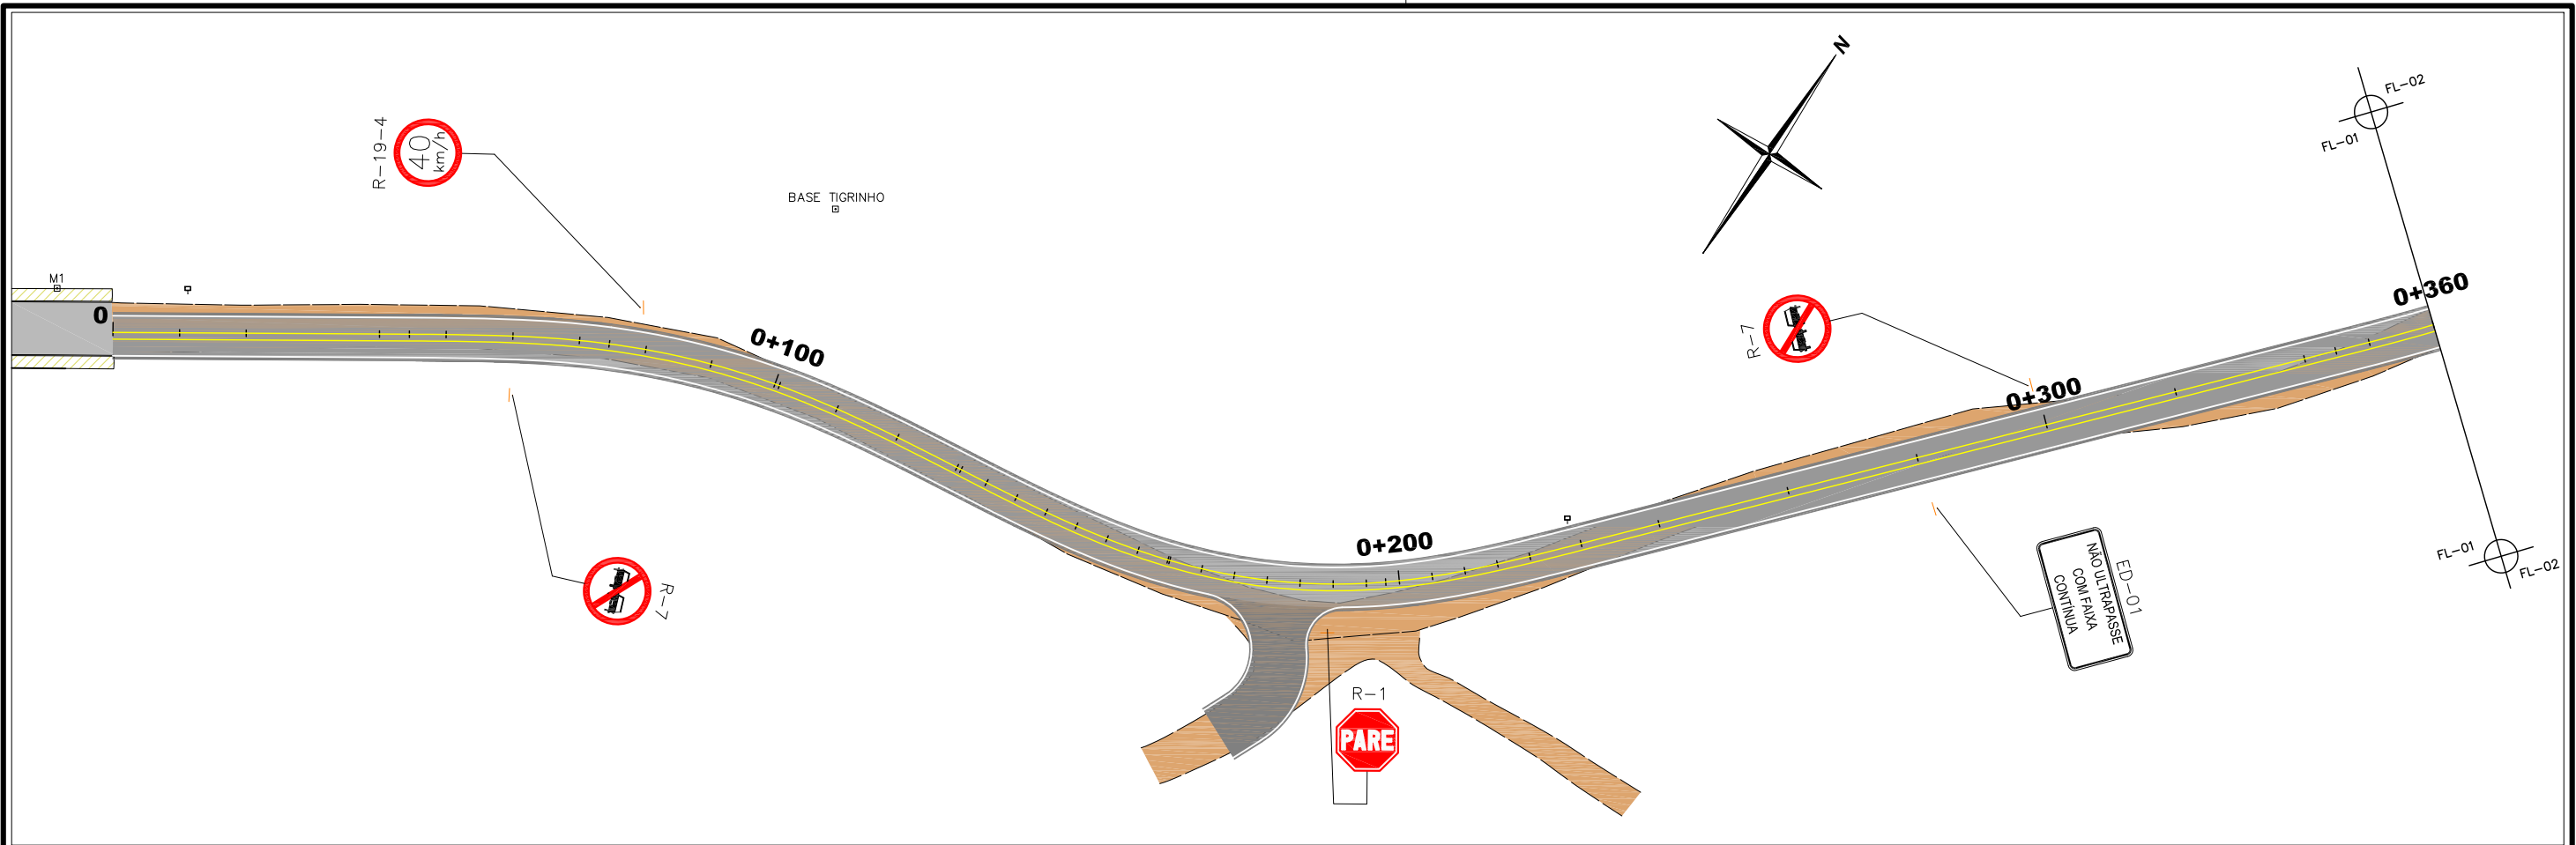 N
FL-02
FL-01
R-19-4
40
km/h
BASE TIGRINHO
M1
0
0+100
R-7
0+300
0+360
0+200
R-7
FL-01
FL-02
ED-01
NÃO ULTRAPASSE
COM FAIXA
CONTÍNUA
R-1
PARE